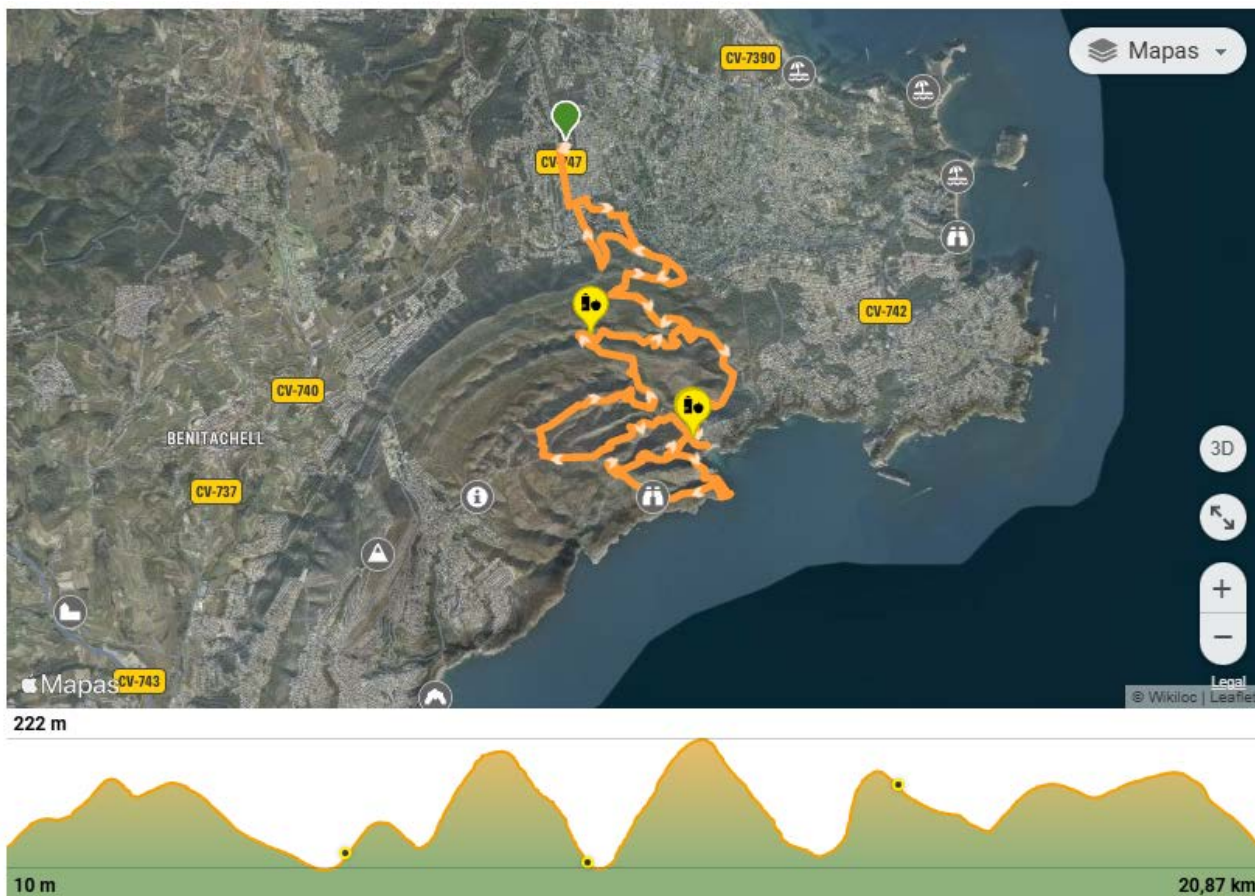 CV-7390
Mapas
CV-747
CV-742
CV-740
BENITACHELL
CV-737
3D
+
−
Mapas
CV-743
Legal
© Wikiloc | Leaflet
222 m
10 m
20,87 km